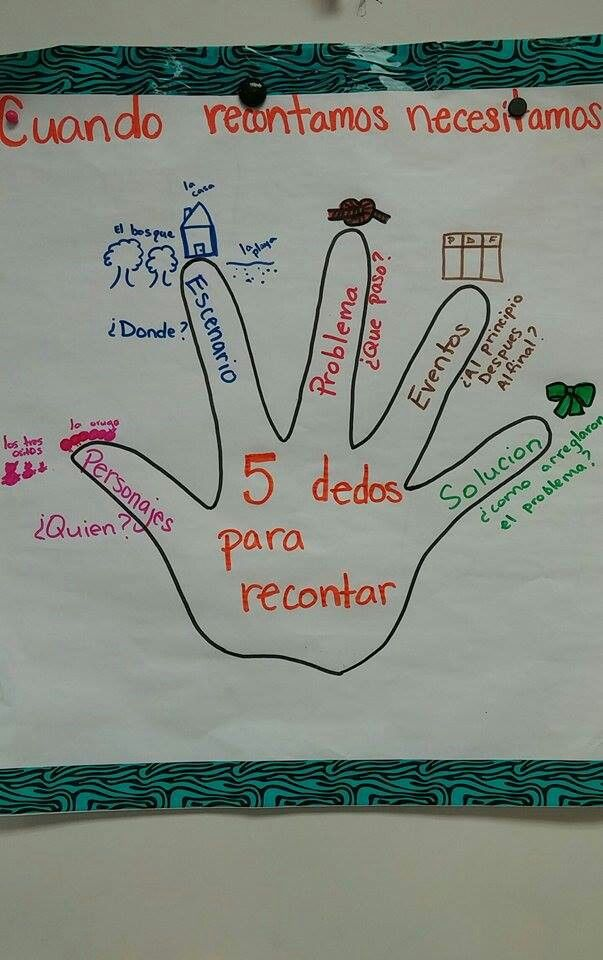 Cuando recontamos necesitamos
la
casa
El bosque
la playa
¿Donde?
Escenario
Problema
¿Que paso?
P D F
Eventos
¿Al principio
Despues
Al final?
los tres
ositos
la oruga
Personajes
¿Quien?
Solucion
¿como arreglaron
el problema?
5 dedos
para
recontar